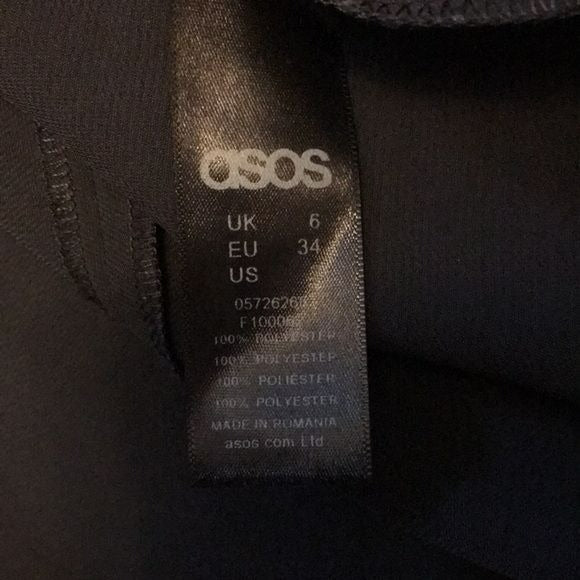 asos
UK 6
EU 34
US
100% POLYESTER
100% POLYESTER
100% POLIÉSTER
100% POLYESTER
MADE IN ROMANIA
asos.com Ltd